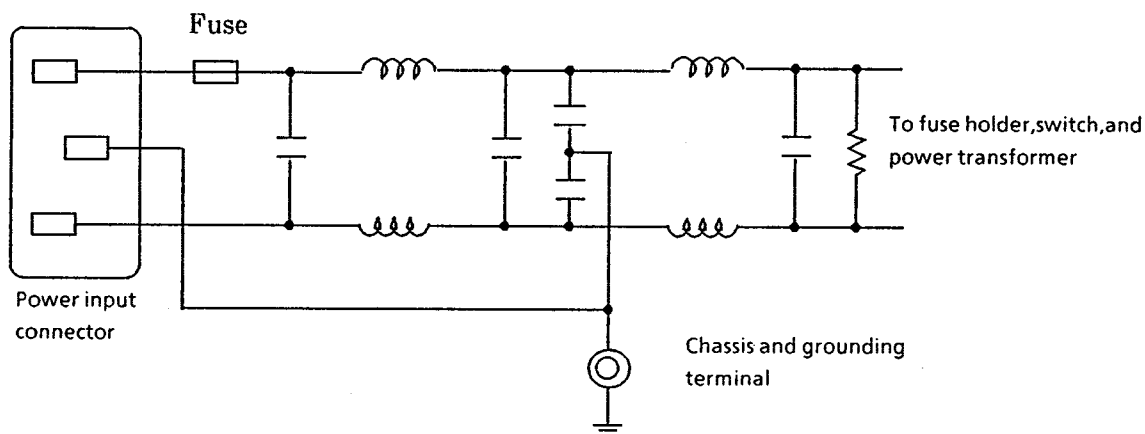 Fuse
To fuse holder,switch,and
power transformer
Power input
connector
Chassis and grounding
terminal